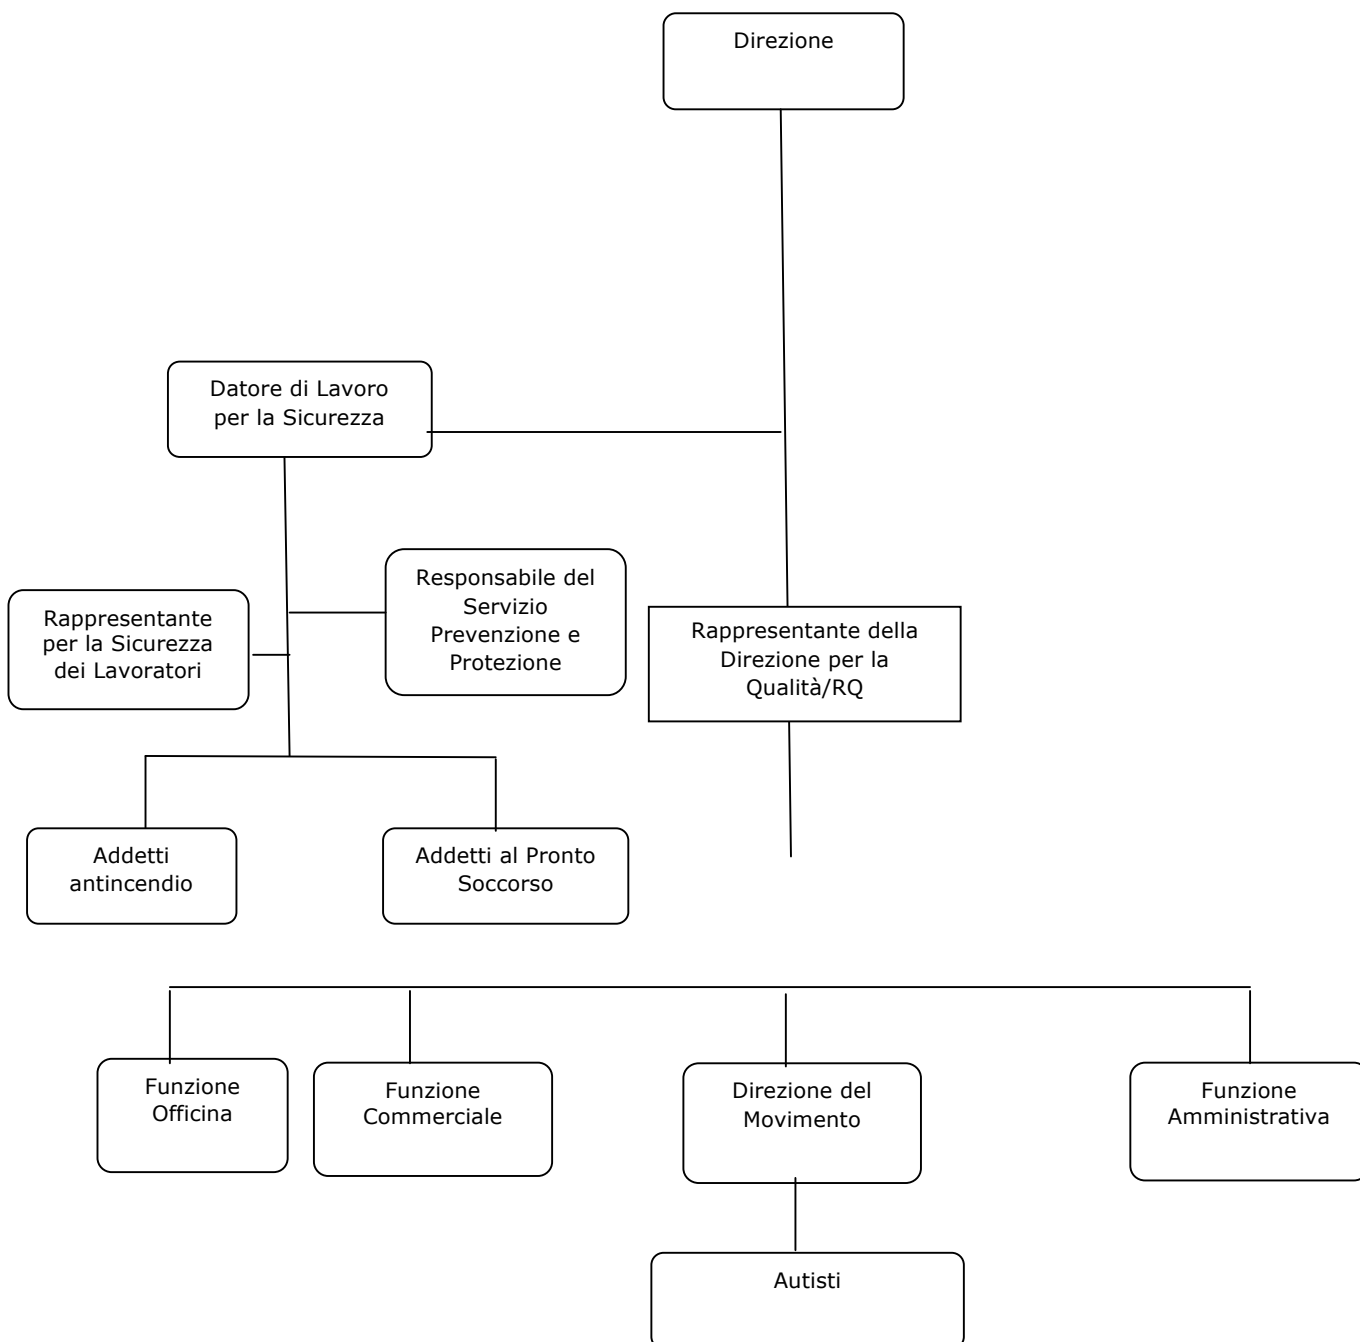 Direzione
Datore di Lavoro
per la Sicurezza
Responsabile del
Servizio
Prevenzione e
Protezione
Rappresentante
per la Sicurezza
dei Lavoratori
Rappresentante della
Direzione per la
Qualità/RQ
Addetti
antincendio
Addetti al Pronto
Soccorso
Funzione
Officina
Funzione
Commerciale
Direzione del
Movimento
Funzione
Amministrativa
Autisti